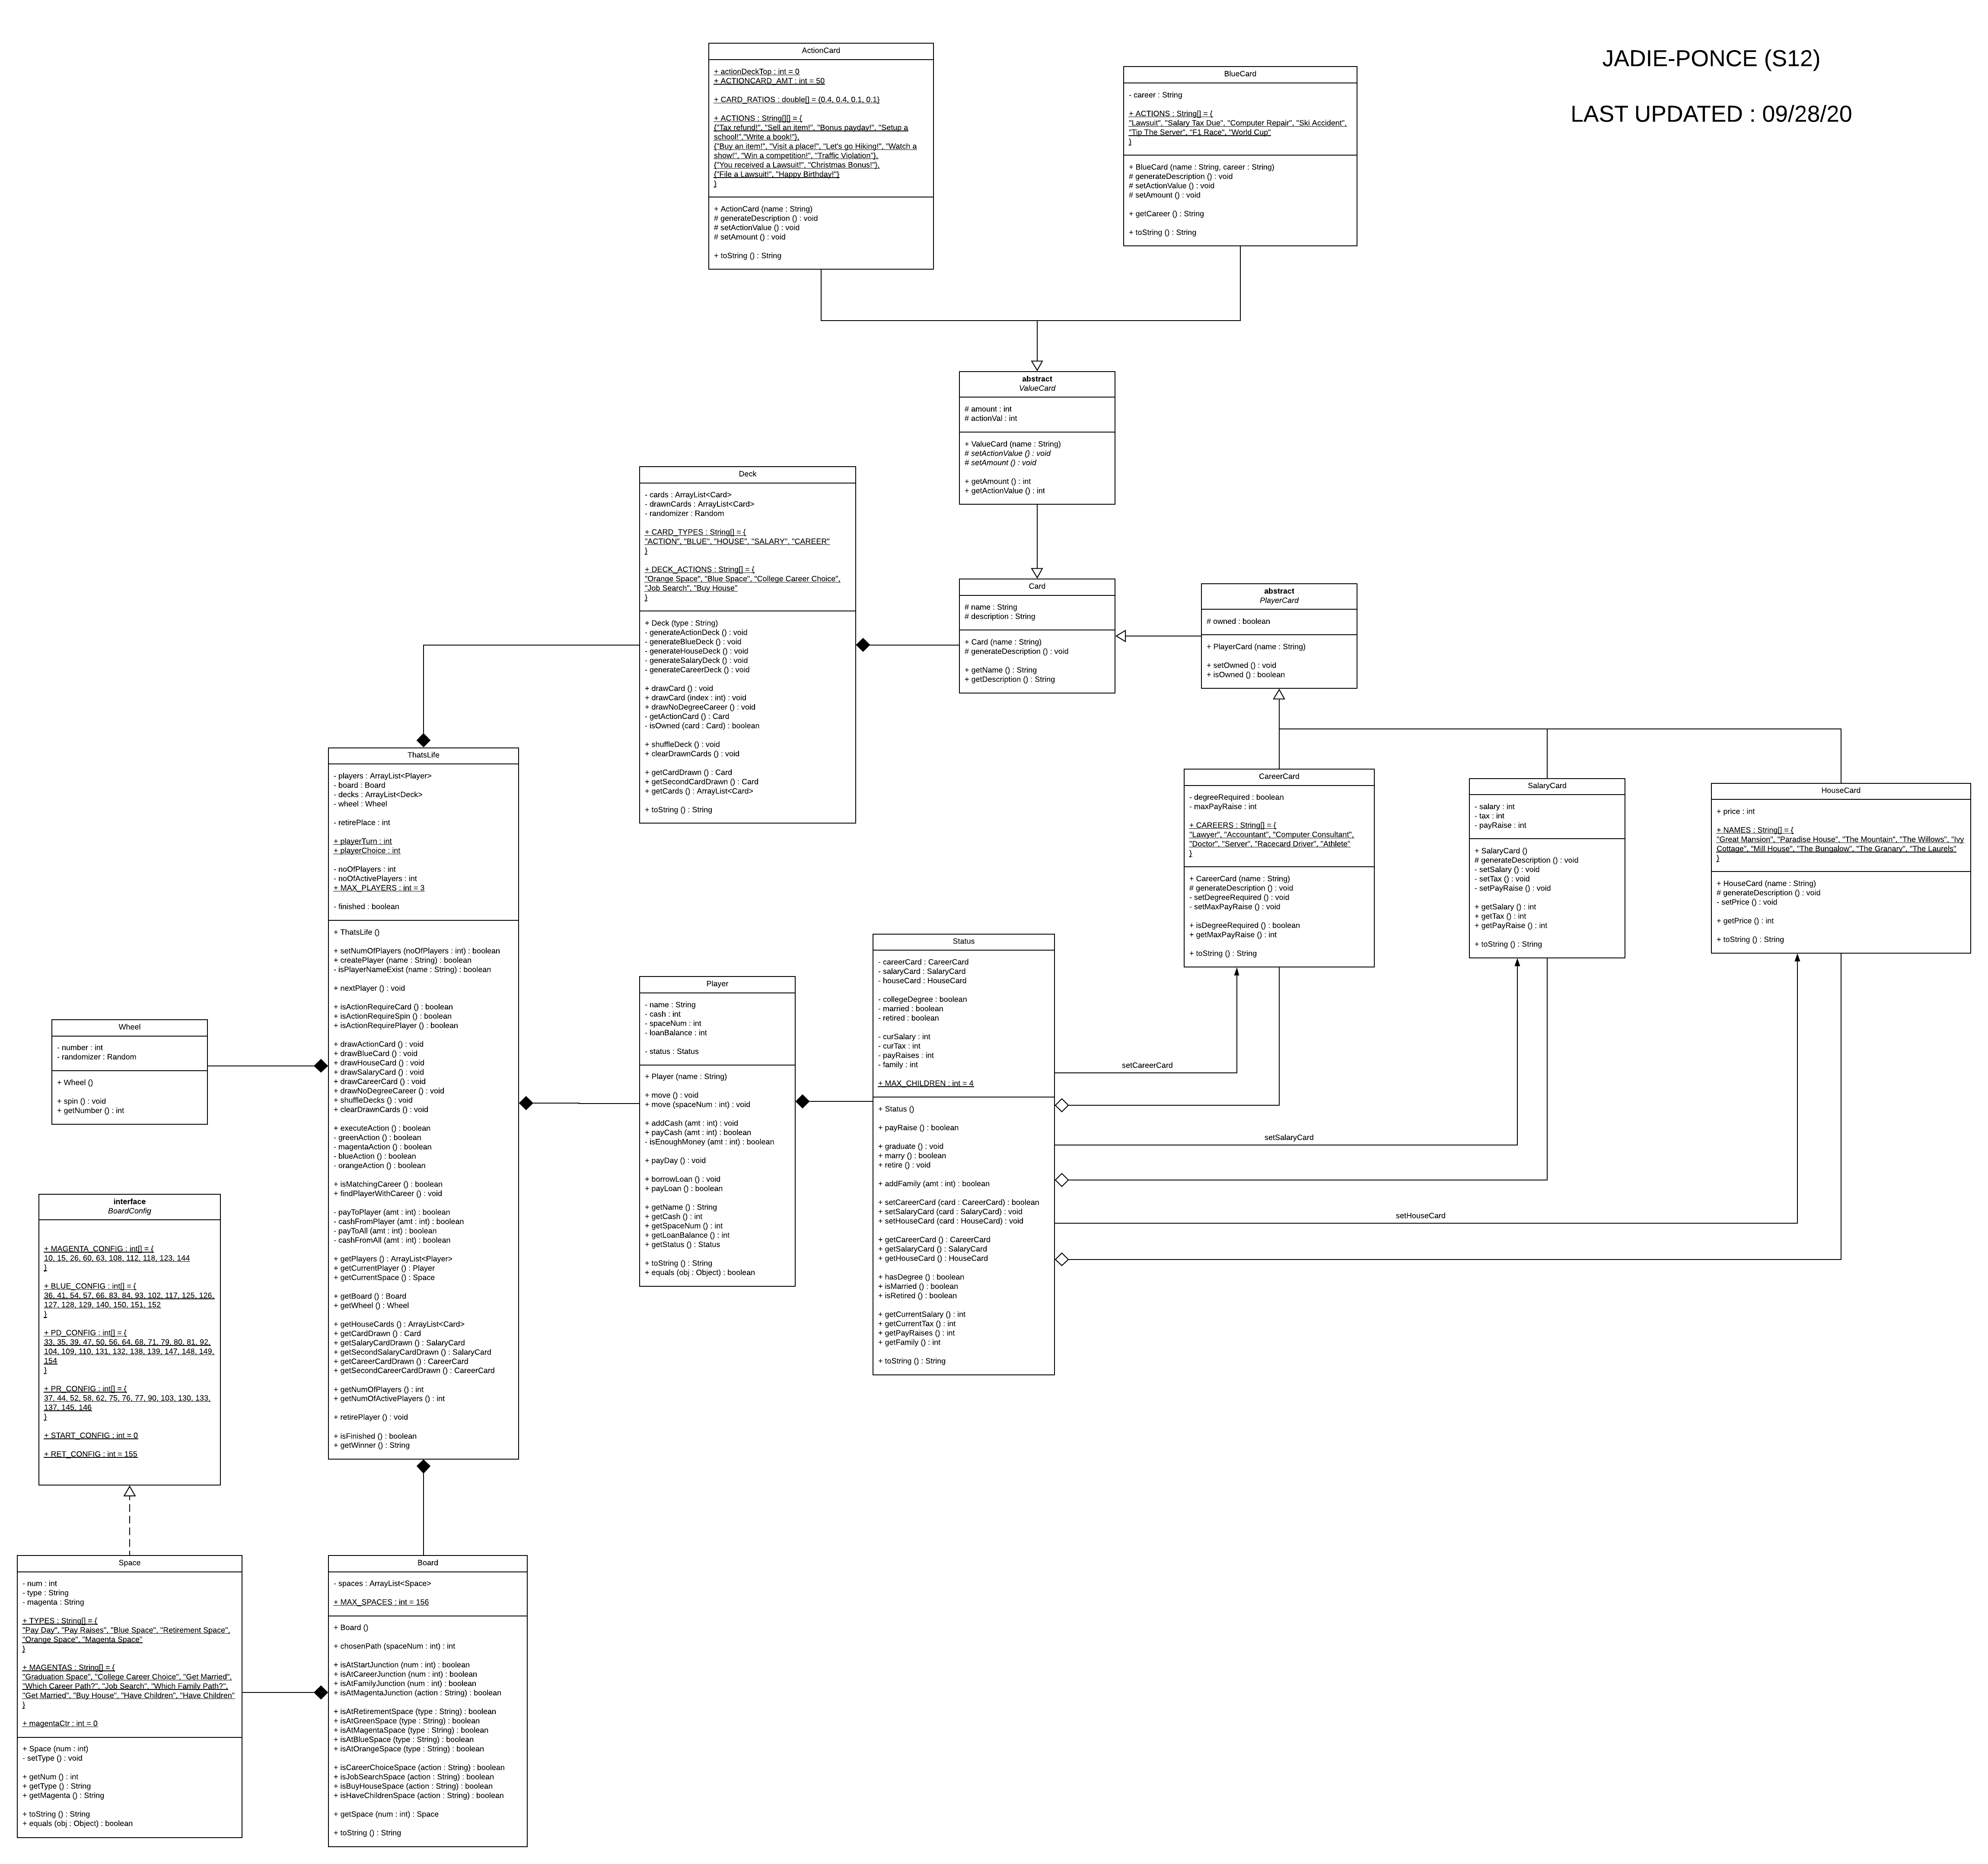 JADIE-PONCE (S12)
LAST UPDATED : 09/28/20
ActionCard
+ actionDeckTop : int = 0
+ ACTIONCARD_AMT : int = 50
+ CARD_RATIOS : double[] = {0.4, 0.4, 0.1, 0.1}
+ ACTIONS : String[][] = {
{"Tax refund!", "Sell an item!", "Bonus payday!", "Setup a
school!","Write a book!"},
{"Buy an item!", "Visit a place!", "Let's go Hiking!", "Watch a
show!", "Win a competition!", "Traffic Violation"},
{"You received a Lawsuit!", "Christmas Bonus!"},
{"File a Lawsuit!", "Happy Birthday!"}
}
+ ActionCard (name : String)
# generateDescription () : void
# setActionValue () : void
# setAmount () : void
+ toString () : String
BlueCard
- career : String
+ ACTIONS : String[] = {
"Lawsuit", "Salary Tax Due", "Computer Repair", "Ski Accident",
"Tip The Server", "F1 Race", "World Cup"
}
+ BlueCard (name : String, career : String)
# generateDescription () : void
# setActionValue () : void
# setAmount () : void
+ getCareer () : String
+ toString () : String
abstract
ValueCard
# amount : int
# actionVal : int
+ ValueCard (name : String)
# setActionValue () : void
# setAmount () : void
+ getAmount () : int
+ getActionValue () : int
Deck
- cards : ArrayList<Card>
- drawnCards : ArrayList<Card>
- randomizer : Random
+ CARD_TYPES : String[] = {
"ACTION", "BLUE", "HOUSE", "SALARY", "CAREER"
}
+ DECK_ACTIONS : String[] = {
"Orange Space", "Blue Space", "College Career Choice",
"Job Search", "Buy House"
}
+ Deck (type : String)
- generateActionDeck () : void
- generateBlueDeck () : void
- generateHouseDeck () : void
- generateSalaryDeck () : void
- generateCareerDeck () : void
+ drawCard () : void
+ drawCard (index : int) : void
+ drawNoDegreeCareer () : void
- getActionCard () : Card
- isOwned (card : Card) : boolean
+ shuffleDeck () : void
+ clearDrawnCards () : void
+ getCardDrawn () : Card
+ getSecondCardDrawn () : Card
+ getCards () : ArrayList<Card>
+ toString () : String
Card
# name : String
# description : String
+ Card (name : String)
# generateDescription () : void
+ getName () : String
+ getDescription () : String
abstract
PlayerCard
# owned : boolean
+ PlayerCard (name : String)
+ setOwned () : void
+ isOwned () : boolean
CareerCard
- degreeRequired : boolean
- maxPayRaise : int
+ CAREERS : String[] = {
"Lawyer", "Accountant", "Computer Consultant",
"Doctor", "Server", "Racecard Driver", "Athlete"
}
+ CareerCard (name : String)
# generateDescription () : void
- setDegreeRequired () : void
- setMaxPayRaise () : void
+ isDegreeRequired () : boolean
+ getMaxPayRaise () : int
+ toString () : String
SalaryCard
- salary : int
- tax : int
- payRaise : int
+ SalaryCard ()
# generateDescription () : void
- setSalary () : void
- setTax () : void
- setPayRaise () : void
+ getSalary () : int
+ getTax () : int
+ getPayRaise () : int
+ toString () : String
HouseCard
+ price : int
+ NAMES : String[] = {
"Great Mansion", "Paradise House", "The Mountain", "The Willows", "Ivy
Cottage", "Mill House", "The Bungalow", "The Granary", "The Laurels"
}
+ HouseCard (name : String)
# generateDescription () : void
- setPrice () : void
+ getPrice () : int
+ toString () : String
ThatsLife
- players : ArrayList<Player>
- board : Board
- decks : ArrayList<Deck>
- wheel : Wheel
- retirePlace : int
+ playerTurn : int
+ playerChoice : int
- noOfPlayers : int
- noOfActivePlayers : int
+ MAX_PLAYERS : int = 3
- finished : boolean
+ ThatsLife ()
+ setNumOfPlayers (noOfPlayers : int) : boolean
+ createPlayer (name : String) : boolean
- isPlayerNameExist (name : String) : boolean
+ nextPlayer () : void
+ isActionRequireCard () : boolean
+ isActionRequireSpin () : boolean
+ isActionRequirePlayer () : boolean
+ drawActionCard () : void
+ drawBlueCard () : void
+ drawHouseCard () : void
+ drawSalaryCard () : void
+ drawCareerCard () : void
+ drawNoDegreeCareer () : void
+ shuffleDecks () : void
+ clearDrawnCards () : void
+ executeAction () : boolean
- greenAction () : boolean
- magentaAction () : boolean
- blueAction () : boolean
- orangeAction () : boolean
+ isMatchingCareer () : boolean
+ findPlayerWithCareer () : void
- payToPlayer (amt : int) : boolean
- cashFromPlayer (amt : int) : boolean
- payToAll (amt : int) : boolean
- cashFromAll (amt : int) : boolean
+ getPlayers () : ArrayList<Player>
+ getCurrentPlayer () : Player
+ getCurrentSpace () : Space
+ getBoard () : Board
+ getWheel () : Wheel
+ getHouseCards () : ArrayList<Card>
+ getCardDrawn () : Card
+ getSalaryCardDrawn () : SalaryCard
+ getSecondSalaryCardDrawn () : SalaryCard
+ getCareerCardDrawn () : CareerCard
+ getSecondCareerCardDrawn () : CareerCard
+ getNumOfPlayers () : int
+ getNumOfActivePlayers () : int
+ retirePlayer () : void
+ isFinished () : boolean
+ getWinner () : String
Player
- name : String
- cash : int
- spaceNum : int
- loanBalance : int
- status : Status
+ Player (name : String)
+ move () : void
+ move (spaceNum : int) : void
+ addCash (amt : int) : void
+ payCash (amt : int) : boolean
- isEnoughMoney (amt : int) : boolean
+ payDay () : void
+ borrowLoan () : void
+ payLoan () : boolean
+ getName () : String
+ getCash () : int
+ getSpaceNum () : int
+ getLoanBalance () : int
+ getStatus () : Status
+ toString () : String
+ equals (obj : Object) : boolean
Status
- careerCard : CareerCard
- salaryCard : SalaryCard
- houseCard : HouseCard
- collegeDegree : boolean
- married : boolean
- retired : boolean
- curSalary : int
- curTax : int
- payRaises : int
- family : int
+ MAX_CHILDREN : int = 4
+ Status ()
+ payRaise () : boolean
+ graduate () : void
+ marry () : boolean
+ retire () : void
+ addFamily (amt : int) : boolean
+ setCareerCard (card : CareerCard) : boolean
+ setSalaryCard (card : SalaryCard) : void
+ setHouseCard (card : HouseCard) : void
+ getCareerCard () : CareerCard
+ getSalaryCard () : SalaryCard
+ getHouseCard () : HouseCard
+ hasDegree () : boolean
+ isMarried () : boolean
+ isRetired () : boolean
+ getCurrentSalary () : int
+ getCurrentTax () : int
+ getPayRaises () : int
+ getFamily () : int
+ toString () : String
setCareerCard
setSalaryCard
setHouseCard
Wheel
- number : int
- randomizer : Random
+ Wheel ()
+ spin () : void
+ getNumber () : int
interface
BoardConfig
+ MAGENTA_CONFIG : int[] = {
10, 15, 26, 60, 63, 108, 112, 118, 123, 144
}
+ BLUE_CONFIG : int[] = {
36, 41, 54, 57, 66, 83, 84, 93, 102, 117, 125, 126,
127, 128, 129, 140, 150, 151, 152
}
+ PD_CONFIG : int[] = {
33, 35, 39, 47, 50, 56, 64, 68, 71, 79, 80, 81, 92,
104, 109, 110, 131, 132, 138, 139, 147, 148, 149,
154
}
+ PR_CONFIG : int[] = {
37, 44, 52, 58, 62, 75, 76, 77, 90, 103, 130, 133,
137, 145, 146
}
+ START_CONFIG : int = 0
+ RET_CONFIG : int = 155
Space
- num : int
- type : String
- magenta : String
+ TYPES : String[] = {
"Pay Day", "Pay Raises", "Blue Space", "Retirement Space",
"Orange Space", "Magenta Space"
}
+ MAGENTAS : String[] = {
"Graduation Space", "College Career Choice", "Get Married",
"Which Career Path?", "Job Search", "Which Family Path?",
"Get Married", "Buy House", "Have Children", "Have Children"
}
+ magentaCtr : int = 0
+ Space (num : int)
- setType () : void
+ getNum () : int
+ getType () : String
+ getMagenta () : String
+ toString () : String
+ equals (obj : Object) : boolean
Board
- spaces : ArrayList<Space>
+ MAX_SPACES : int = 156
+ Board ()
+ chosenPath (spaceNum : int) : int
+ isAtStartJunction (num : int) : boolean
+ isAtCareerJunction (num : int) : boolean
+ isAtFamilyJunction (num : int) : boolean
+ isAtMagentaJunction (action : String) : boolean
+ isAtRetirementSpace (type : String) : boolean
+ isAtGreenSpace (type : String) : boolean
+ isAtMagentaSpace (type : String) : boolean
+ isAtBlueSpace (type : String) : boolean
+ isAtOrangeSpace (type : String) : boolean
+ isCareerChoiceSpace (action : String) : boolean
+ isJobSearchSpace (action : String) : boolean
+ isBuyHouseSpace (action : String) : boolean
+ isHaveChildrenSpace (action : String) : boolean
+ getSpace (num : int) : Space
+ toString () : String